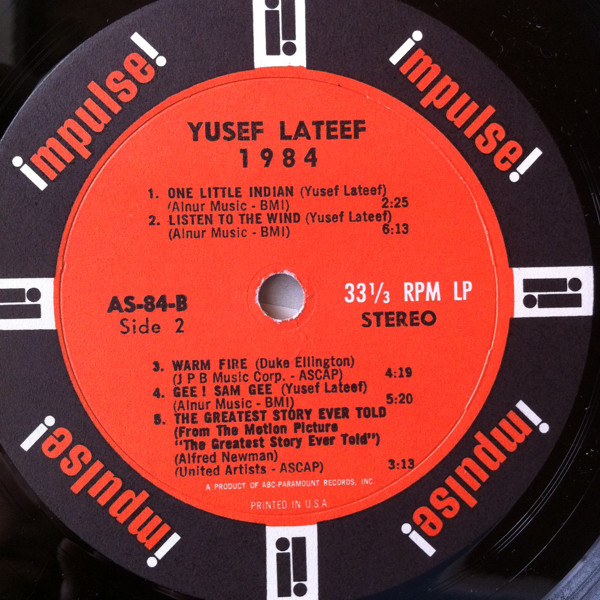 impulse!
impulse!
YUSEF LATEEF
1984
1. ONE LITTLE INDIAN (Yusef Lateef)
(Alnur Music - BMI) 2:25
2. LISTEN TO THE WIND (Yusef Lateef)
(Alnur Music - BMI) 6:13
AS-84-B
Side 2
33 1/3 RPM LP
STEREO
3. WARM FIRE (Duke Ellington)
(J P B Music Corp. - ASCAP) 4:19
4. GEE! SAM GEE (Yusef Lateef)
(Alnur Music - BMI) 5:20
5. THE GREATEST STORY EVER TOLD
(From The Motion Picture
"The Greatest Story Ever Told")
(Alfred Newman)
(United Artists - ASCAP) 3:13
A PRODUCT OF ABC-PARAMOUNT RECORDS, INC.
PRINTED IN U.S.A.
impulse!
impulse!